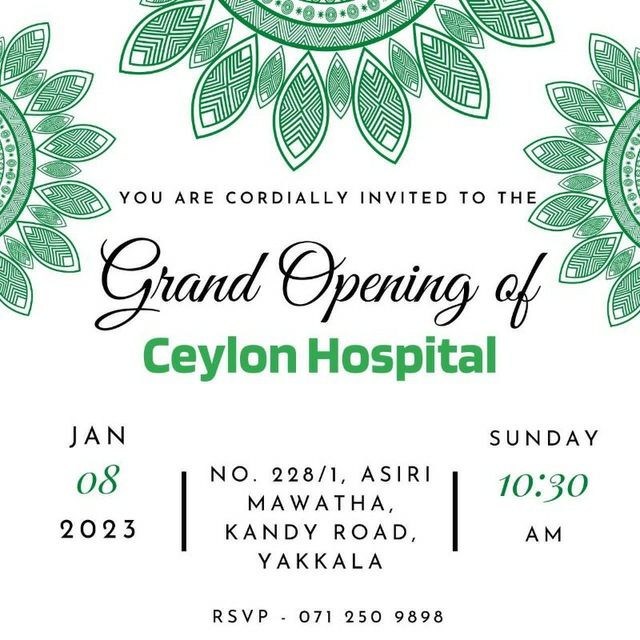 YOU ARE CORDIALLY INVITED TO THE
Grand Opening of
Ceylon Hospital
JAN
08
2023
NO. 228/1, ASIRI
MAWATHA,
KANDY ROAD,
YAKKALA
SUNDAY
10:30
AM
RSVP - 071 250 9898